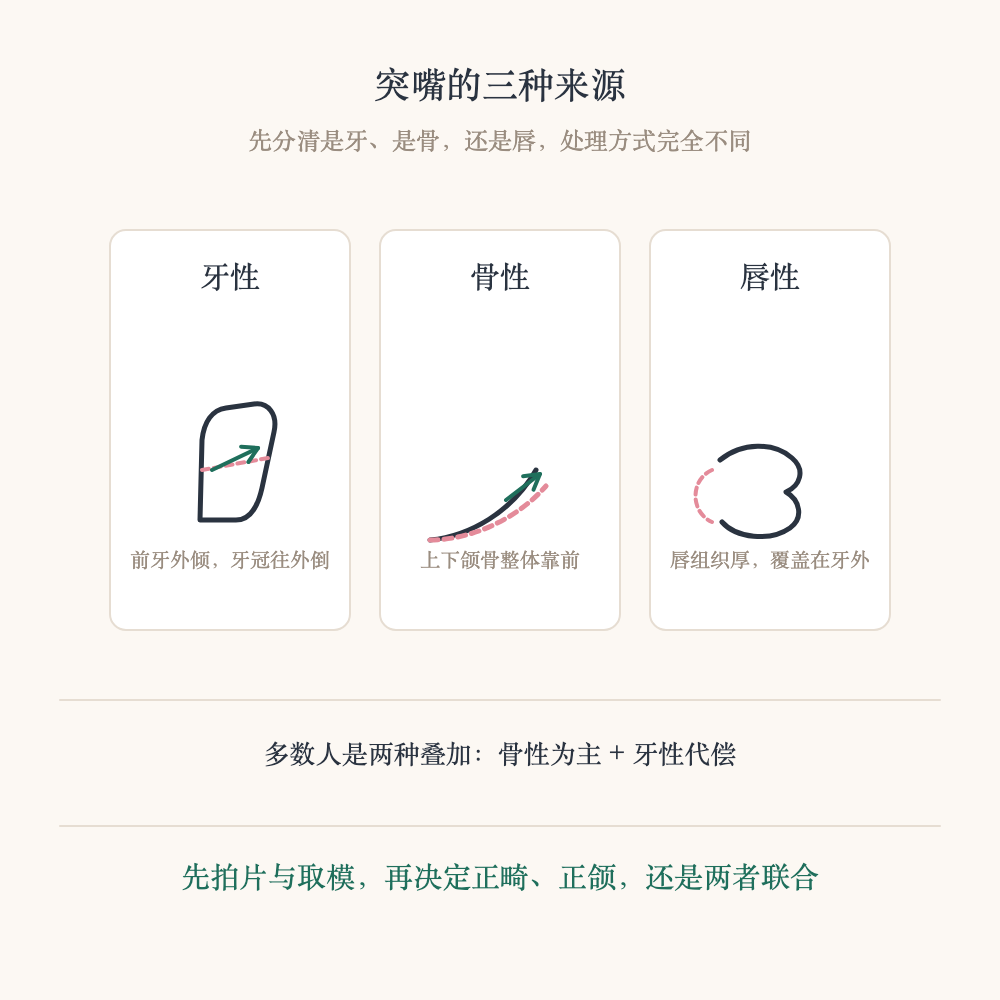 突嘴的三种来源
先分清是牙、是骨，还是唇，处理方式完全不同
牙性
前牙外倾，牙冠往外倒
骨性
上下颌骨整体靠前
唇性
唇组织厚，覆盖在牙外
多数人是两种叠加：骨性为主 + 牙性代偿
先拍片与取模，再决定正畸、正颌，还是两者联合